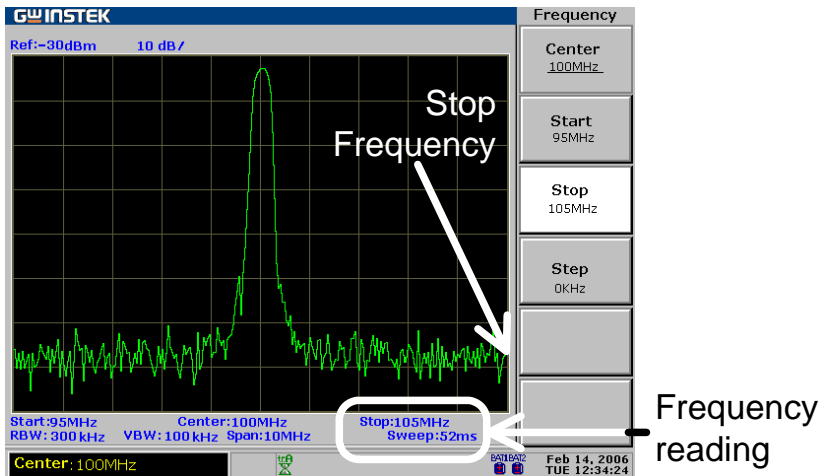 GWINSTEK
Frequency
Ref:-30dBm 10 dB/
Center
100MHz
Start
95MHz
Stop
105MHz
Step
0KHz
Stop
Frequency
Start:95MHz Center:100MHz Stop:105MHz
RBW: 300 kHz VBW: 100 kHz Span:10MHz Sweep:52ms
Frequency
reading
Center: 100MHz
trA
BAT1 BAT2
Feb 14, 2006
TUE 12:34:24